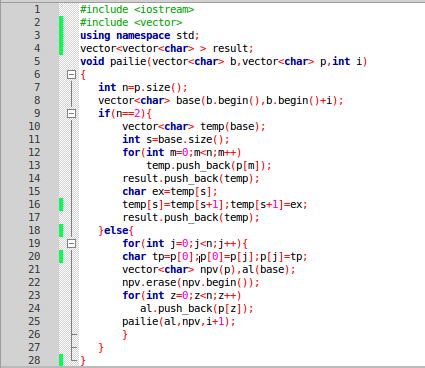 1 #include <iostream>
2 #include <vector>
3 using namespace std;
4 vector<vector<char> > result;
5 void pailie(vector<char> b,vector<char> p,int i)
6 {
7 int n=p.size();
8 vector<char> base(b.begin(),b.begin()+i);
9 if(n==2){
10 vector<char> temp(base);
11 int s=base.size();
12 for(int m=0;m<n;m++)
13 temp.push_back(p[m]);
14 result.push_back(temp);
15 char ex=temp[s];
16 temp[s]=temp[s+1];temp[s+1]=ex;
17 result.push_back(temp);
18 }else{
19 for(int j=0;j<n;j++){
20 char tp=p[0];p[0]=p[j];p[j]=tp;
21 vector<char> npv(p),al(base);
22 npv.erase(npv.begin());
23 for(int z=0;z<n;z++)
24 al.push_back(p[z]);
25 pailie(al,npv,i+1);
26 }
27 }
28 }